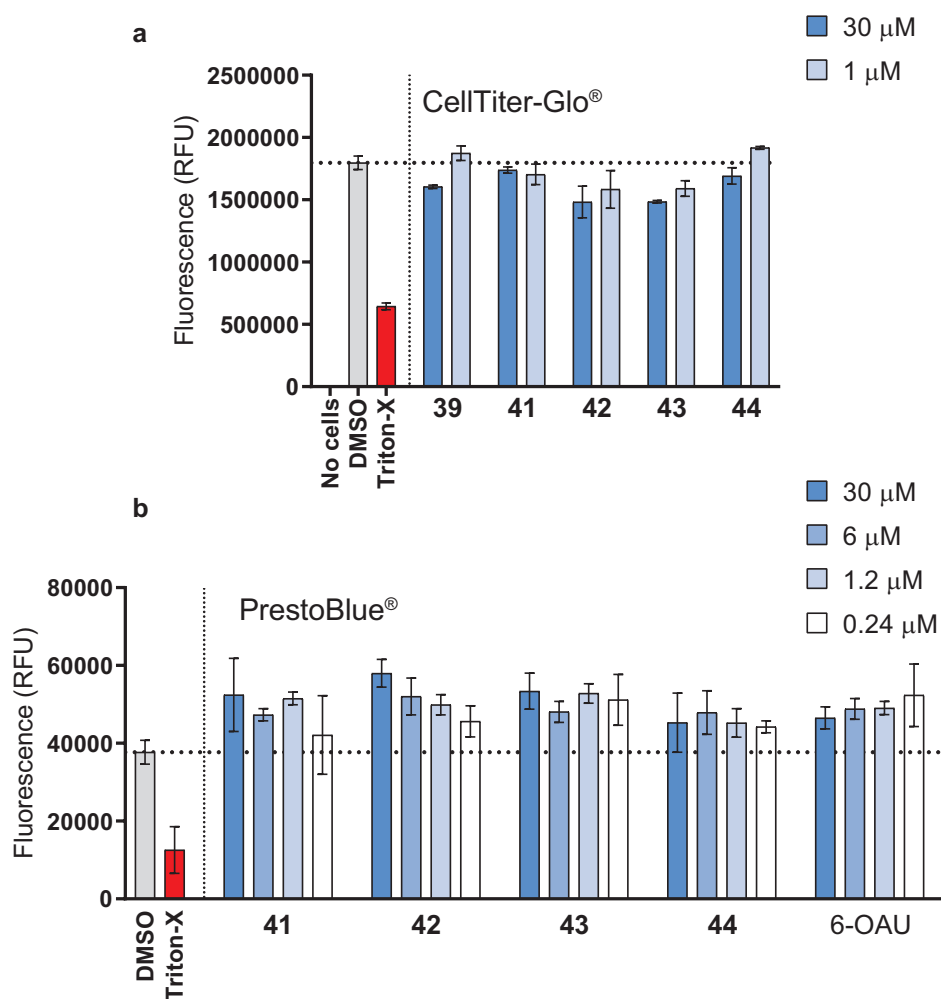 a
30 μM
1 μM
CellTiter-Glo®
Fluorescence (RFU)
2500000
2000000
1500000
1000000
500000
0
No cells
DMSO
Triton-X
39 41 42 43 44
b
30 μM
6 μM
1.2 μM
0.24 μM
PrestoBlue®
Fluorescence (RFU)
80000
60000
40000
20000
0
DMSO
Triton-X
41 42 43 44 6-OAU